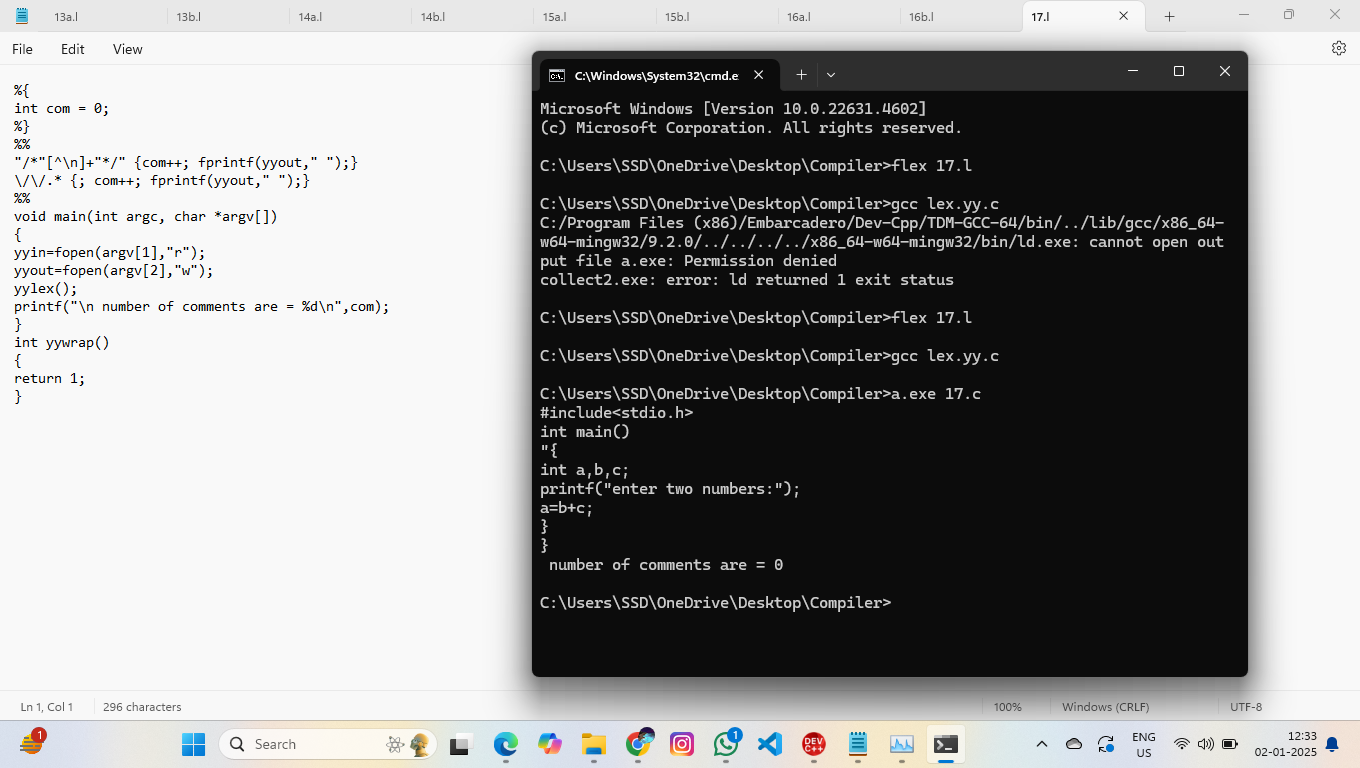 13a.l
13b.l
14a.l
14b.l
15a.l
15b.l
16a.l
16b.l
17.l
File Edit View
%{
int com = 0;
%}
%%
"/*"[^\n]+"*/" {com++; fprintf(yyout," ");}
\/\/.* {; com++; fprintf(yyout," ");}
%%
void main(int argc, char *argv[])
{
yyin=fopen(argv[1],"r");
yyout=fopen(argv[2],"w");
yylex();
printf("\n number of comments are = %d\n",com);
}
int yywrap()
{
return 1;
}
C:\Windows\System32\cmd.e
Microsoft Windows [Version 10.0.22631.4602]
(c) Microsoft Corporation. All rights reserved.
C:\Users\SSD\OneDrive\Desktop\Compiler>flex 17.l
C:\Users\SSD\OneDrive\Desktop\Compiler>gcc lex.yy.c
C:/Program Files (x86)/Embarcadero/Dev-Cpp/TDM-GCC-64/bin/../lib/gcc/x86_64-
w64-mingw32/9.2.0/../../../../x86_64-w64-mingw32/bin/ld.exe: cannot open out
put file a.exe: Permission denied
collect2.exe: error: ld returned 1 exit status
C:\Users\SSD\OneDrive\Desktop\Compiler>flex 17.l
C:\Users\SSD\OneDrive\Desktop\Compiler>gcc lex.yy.c
C:\Users\SSD\OneDrive\Desktop\Compiler>a.exe 17.c
#include<stdio.h>
int main()
"{
int a,b,c;
printf("enter two numbers:");
a=b+c;
}
}
number of comments are = 0
C:\Users\SSD\OneDrive\Desktop\Compiler>
Ln 1, Col 1
296 characters
100%
Windows (CRLF)
UTF-8
1
Search
1
DEV C++
ENG
US
12:33
02-01-2025